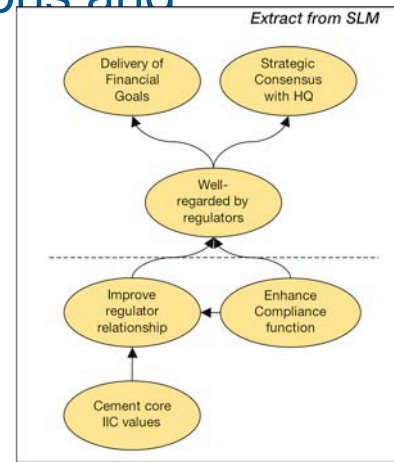 and
Extract from SLM
Delivery of
Financial
Goals
Strategic
Consensus
with HQ
Well-
regarded by
regulators
Improve
regulator
relationship
Enhance
Compliance
function
Cement core
IIC values